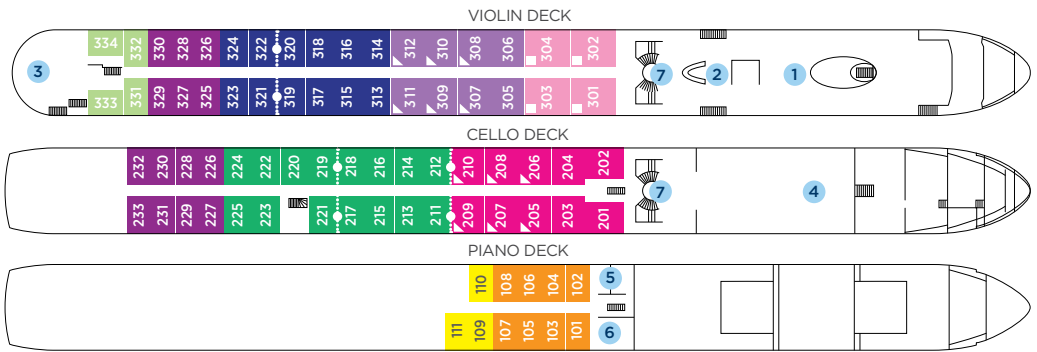 VIOLIN DECK
334 332 330 328 326 324 322 320 318 316 314 312 310 308 306 304 302
3 7 2 1
333 331 329 327 325 323 321 319 317 315 313 311 309 307 305 303 301
CELLO DECK
232 230 228 226 224 222 220 219 218 216 214 212 210 208 206 204 202
7 4
233 231 229 227 225 223 221 217 215 213 211 209 207 205 203 201
PIANO DECK
110 108 106 104 102 5
111 109 107 105 103 101 6